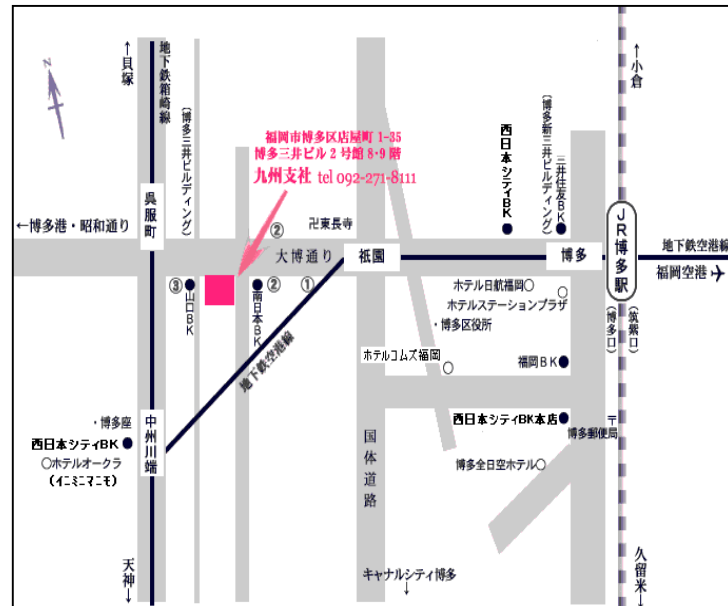 N
↑貝塚
地下鉄箱崎線
(博多三井ビルディング)
福岡市博多区店屋町 1-35
博多三井ビル 2 号館 8・9 階
九州支社 tel 092-271-8111
西日本シティBK
(博多新三井ビルディング)
三井住友BK
↑小倉
呉服町
←博多港・昭和通り
②
卍東長寺
大博通り
祇園
博多
JR博多駅
地下鉄空港線
福岡空港
③
山口BK
南日本BK
②
①
ホテル日航福岡○
ホテルステーションプラザ
・博多区役所
(博多口)
(筑紫口)
ホテルコムズ福岡
福岡BK
地下鉄空港線
・博多座
西日本シティBK
○ホテルオークラ
(イニミニマニモ)
中州川端
国体道路
西日本シティBK本店
〒
博多郵便局
博多全日空ホテル○
天神→
キャナルシティ博多
↓
久留米→